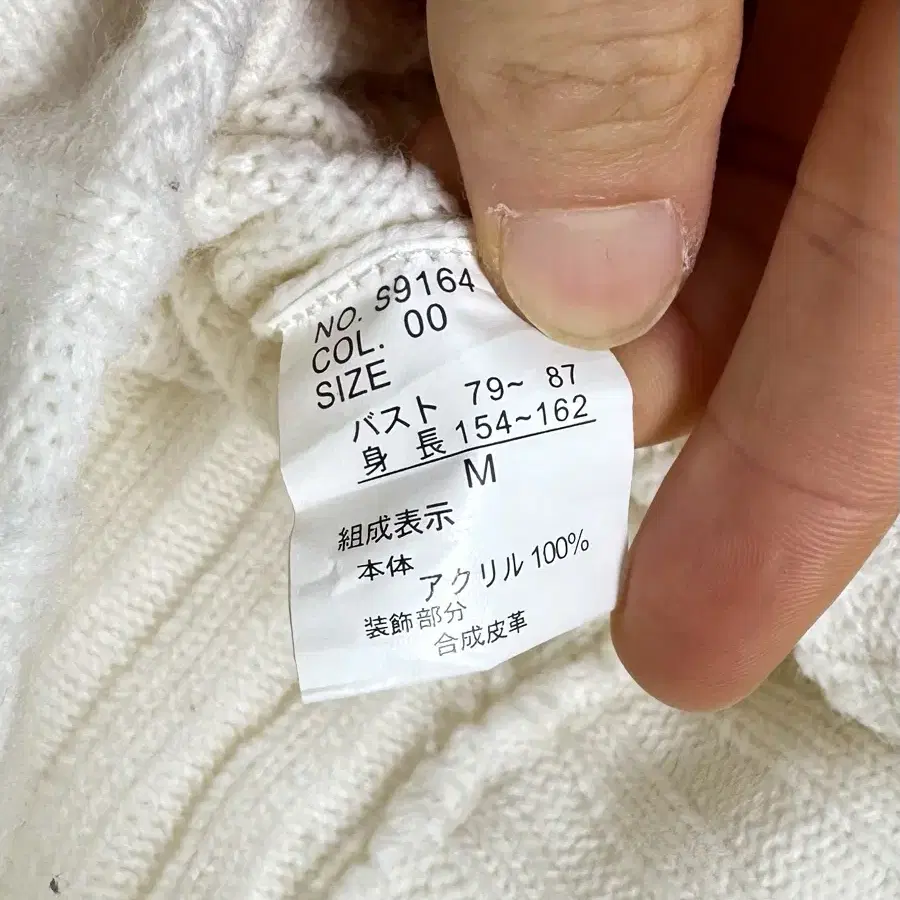 NO. S9164
COL. 00
SIZE
バスト 79~ 87
身 長 154~162
M
組成表示
本体
アクリル 100%
装飾部分
合成皮革